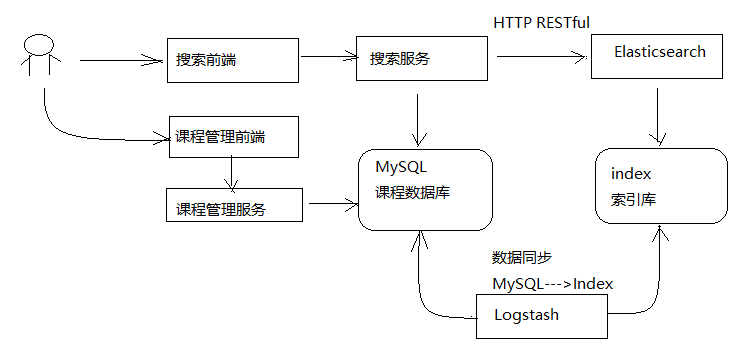 HTTP RESTful
搜索前端
搜索服务
Elasticsearch
课程管理前端
MySQL
课程数据库
index
索引库
课程管理服务
数据同步
MySQL--->Index
Logstash